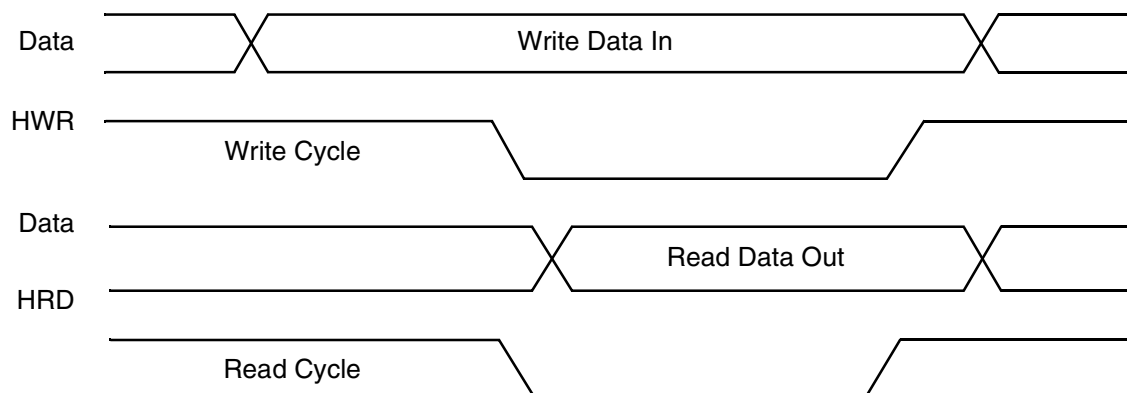 Data
Write Data In
HWR
Write Cycle
Data
Read Data Out
HRD
Read Cycle